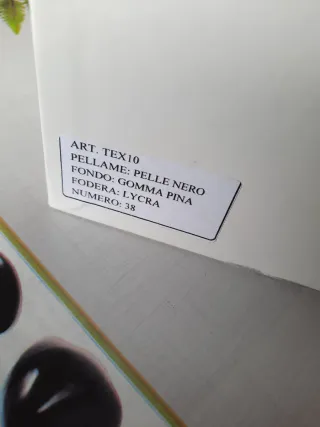 ART. TEX10
PELLAME: PELLE NERO
FONDO: GOMMA PINA
FODERA: LYCRA
NUMERO: 38